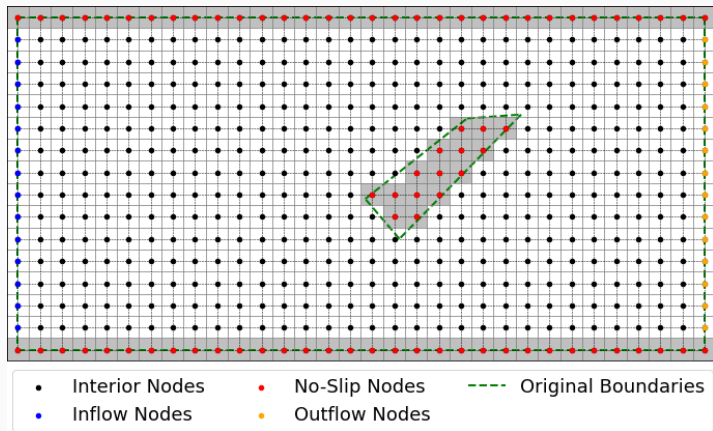 Interior Nodes No-Slip Nodes Original Boundaries
Inflow Nodes Outflow Nodes